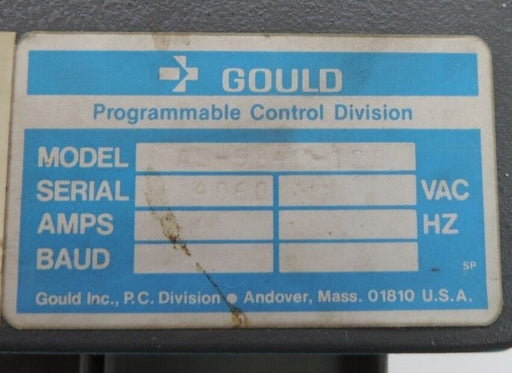 GOULD
Programmable Control Division
MODEL
SERIAL VAC
AMPS HZ
BAUD
SP
Gould Inc., P.C. Division • Andover, Mass. 01810 U.S.A.